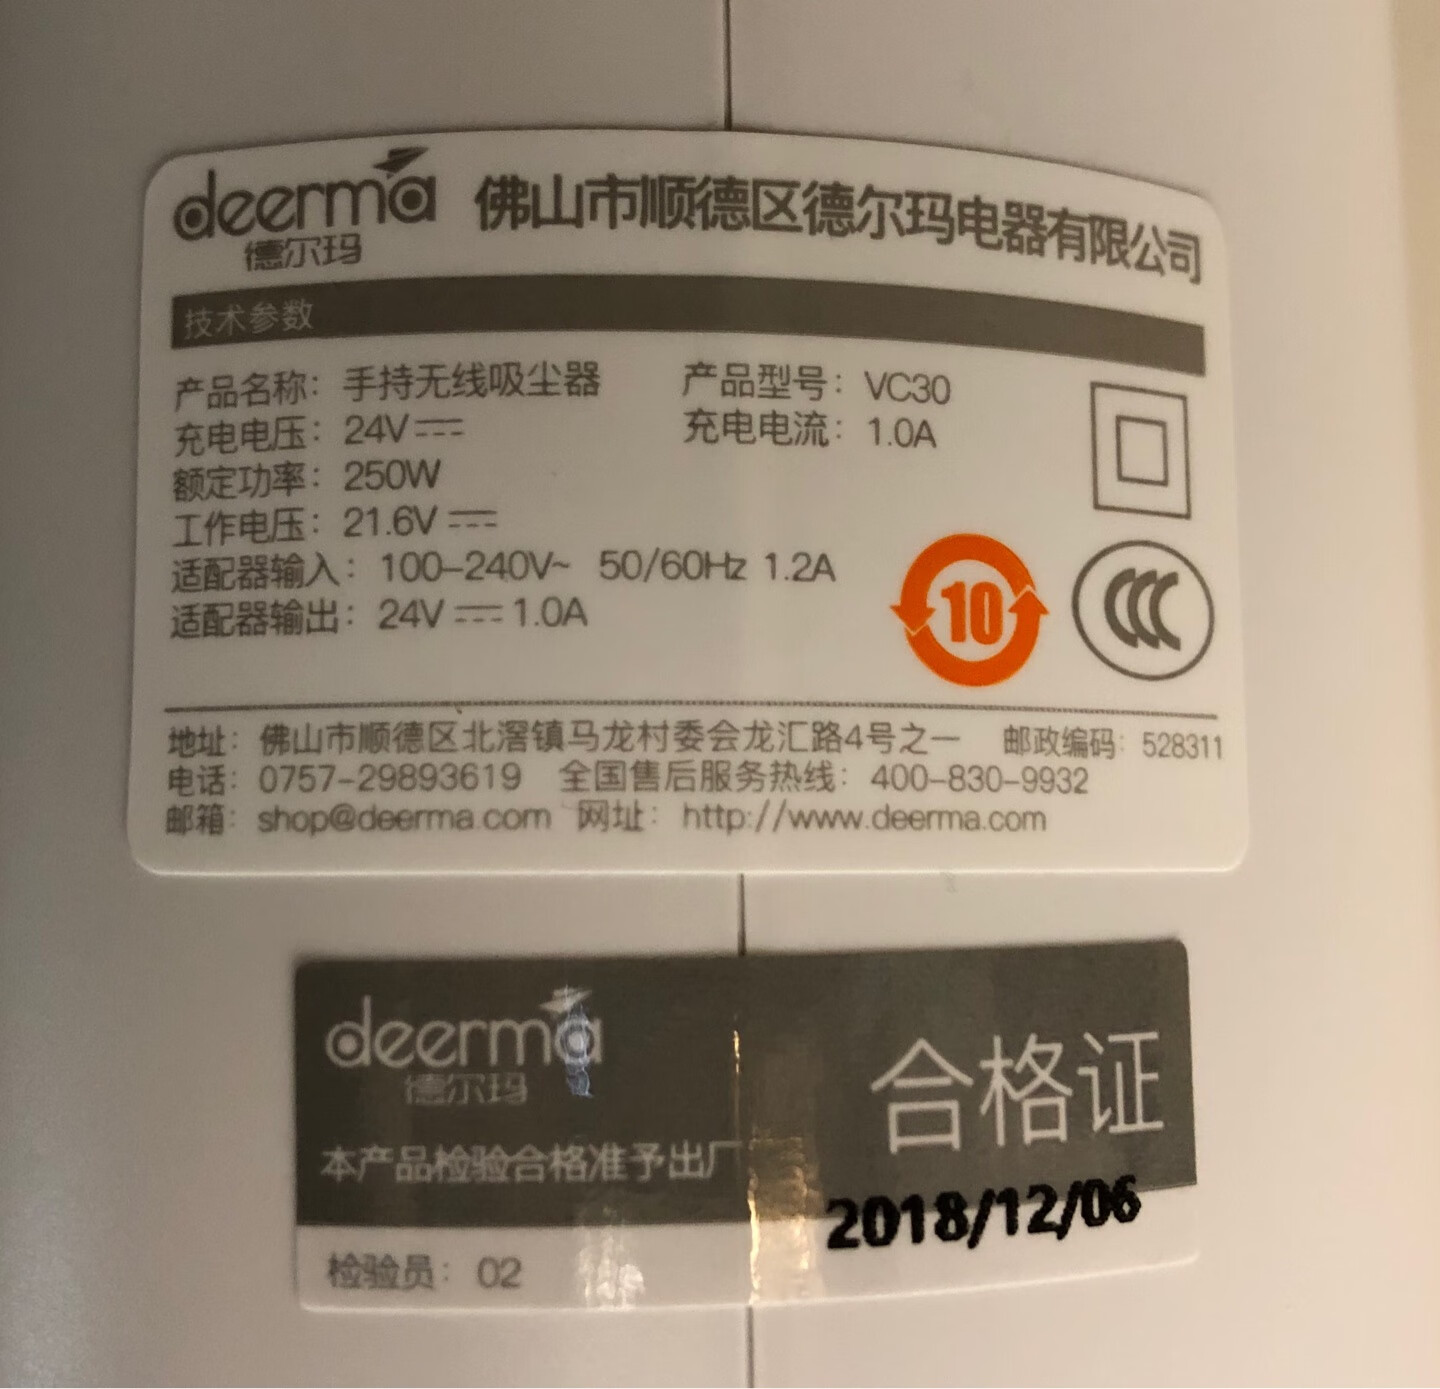 deerma 佛山市顺德区德尔玛电器有限公司
德尔玛
技术参数
产品名称：手持无线吸尘器 产品型号：VC30
充电电压：24V⎓ 充电电流：1.0A
额定功率：250W
工作电压：21.6V⎓
适配器输入：100-240V~ 50/60Hz 1.2A
适配器输出：24V⎓1.0A
10
CCC
地址：佛山市顺德区北滘镇马龙村委会龙汇路4号之一 邮政编码：528311
电话：0757-29893619 全国售后服务热线：400-830-9932
邮箱：shop@deerma.com 网址：http://www.deerma.com
deerma
德尔玛
合格证
本产品检验合格准予出厂
2018/12/06
检验员：02